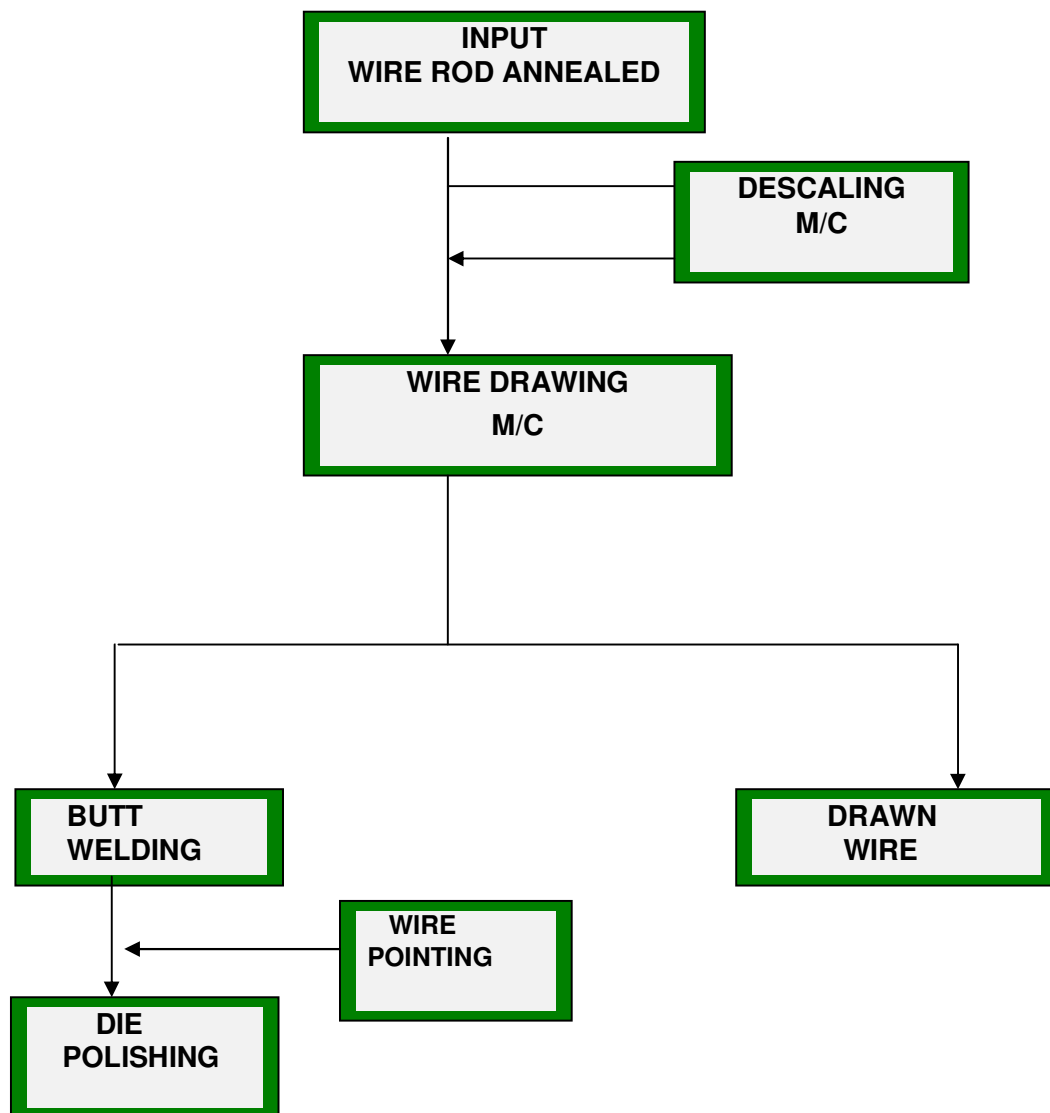 INPUT
WIRE ROD ANNEALED
DESCALING
M/C
WIRE DRAWING
M/C
BUTT
WELDING
DRAWN
WIRE
WIRE
POINTING
DIE
POLISHING